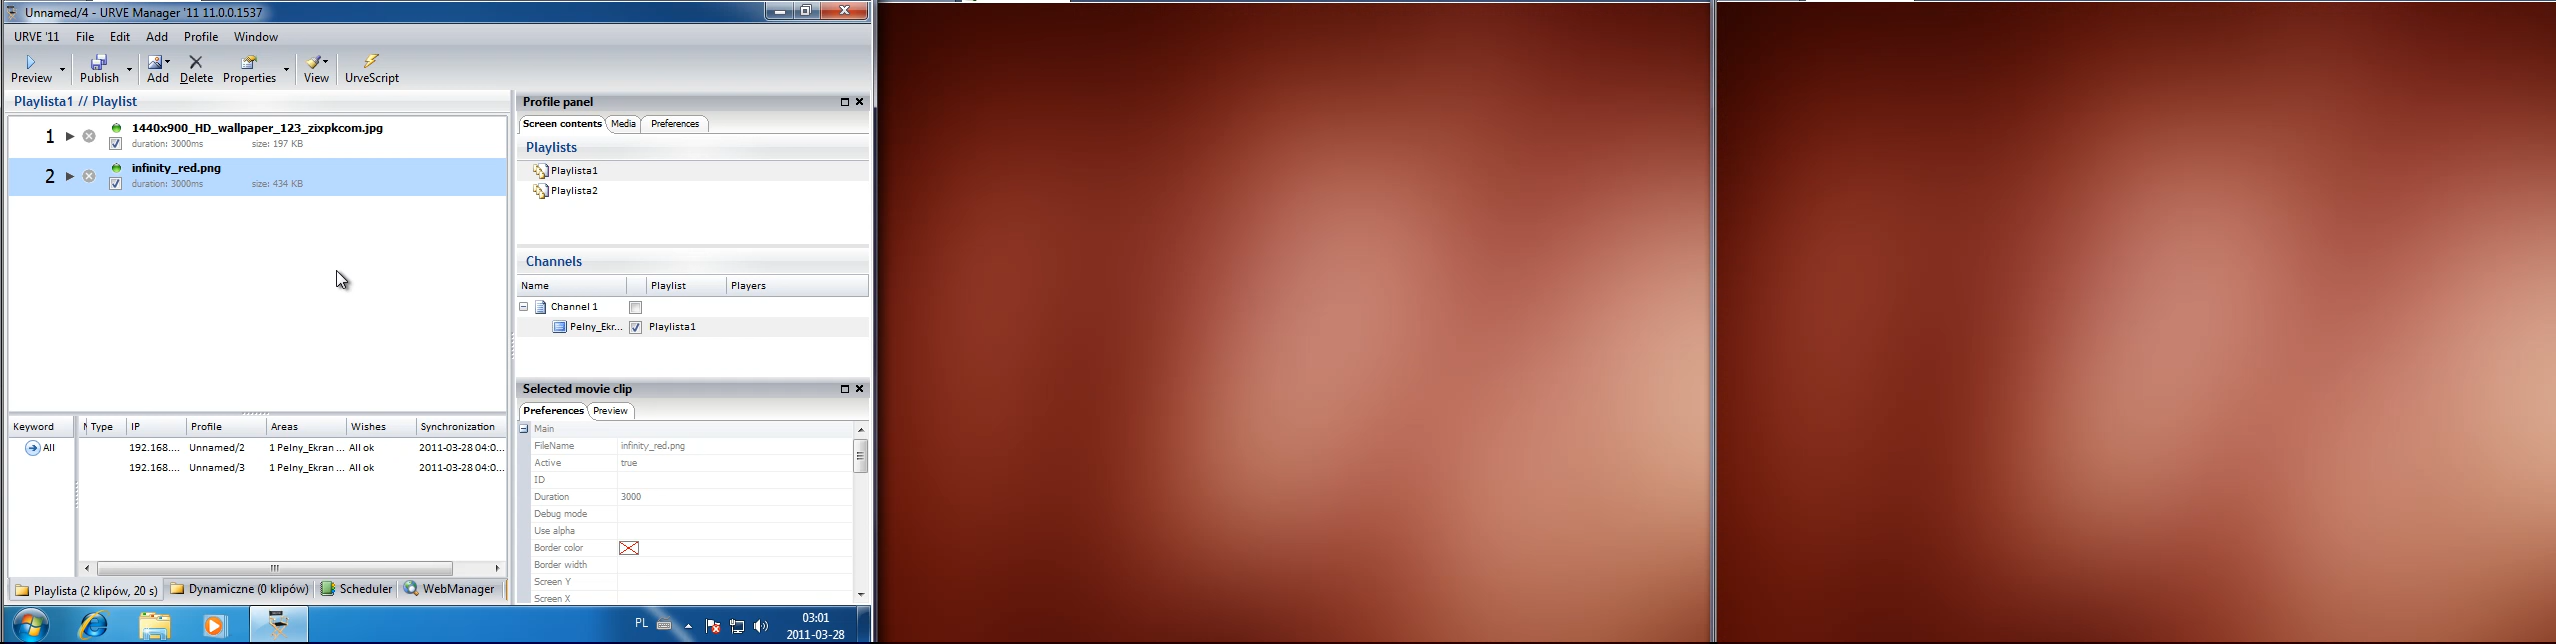 Unnamed/4 - URVE Manager '11 11.0.0.1537
URVE '11 File Edit Add Profile Window
Preview Publish Add Delete Properties View UrveScript
Playlista1 // Playlist
1 1440x900_HD_wallpaper_123_zixpkcom.jpg
duration: 3000ms size: 197 KB
2 infinity_red.png
duration: 3000ms size: 434 KB
Keyword Type IP Profile Areas Wishes Synchronization
All 192.168.... Unnamed/2 1 Pelny_Ekran ... All ok 2011-03-28 04:0...
192.168.... Unnamed/3 1 Pelny_Ekran ... All ok 2011-03-28 04:0...
Playlista (2 klipów, 20 s) Dynamiczne (0 klipów) Scheduler WebManager
Profile panel
Screen contents Media Preferences
Playlists
Playlista1
Playlista2
Channels
Name Playlist Players
Channel 1
Pelny_Ekr... Playlista1
Selected movie clip
Preferences Preview
Main
FileName infinity_red.png
Active true
ID
Duration 3000
Debug mode
Use alpha
Border color
Border width
Screen Y
Screen X
PL 03:01
2011-03-28